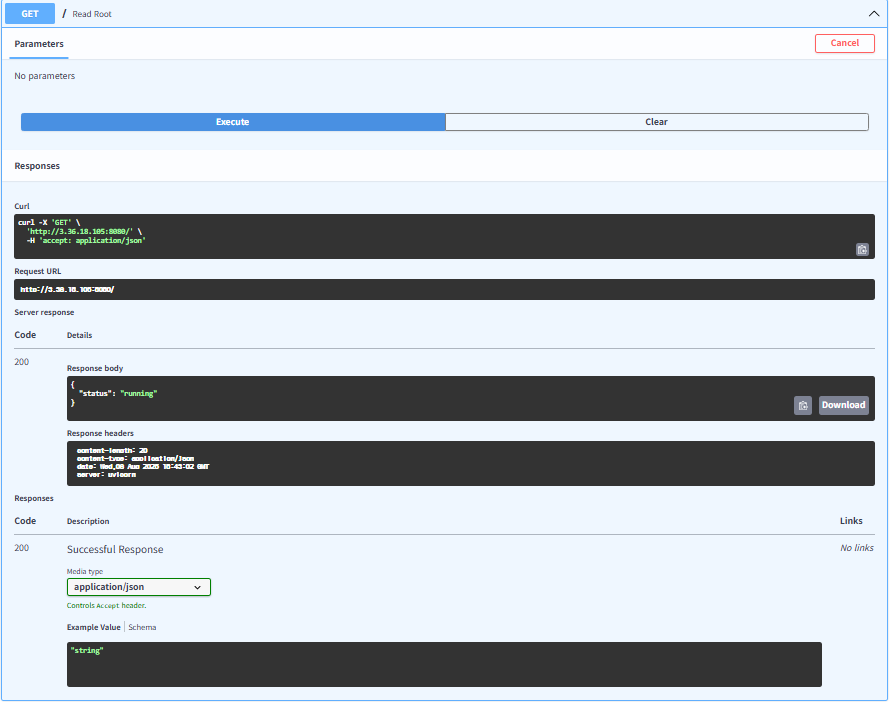 GET / Read Root
Parameters
Cancel
No parameters
Execute
Clear
Responses
Curl
curl -X 'GET' \
'http://3.36.18.105:8080/' \
-H 'accept: application/json'
Request URL
http://3.36.18.105:8080/
Server response
Code Details
200
Response body
{
"status": "running"
}
Download
Response headers
content-length: 20
content-type: application/json
date: Wed,06 Aug 2025 16:43:02 GMT
server: uvicorn
Responses
Code Description Links
200 Successful Response No links
Media type
application/json
Controls Accept header.
Example Value Schema
"string"